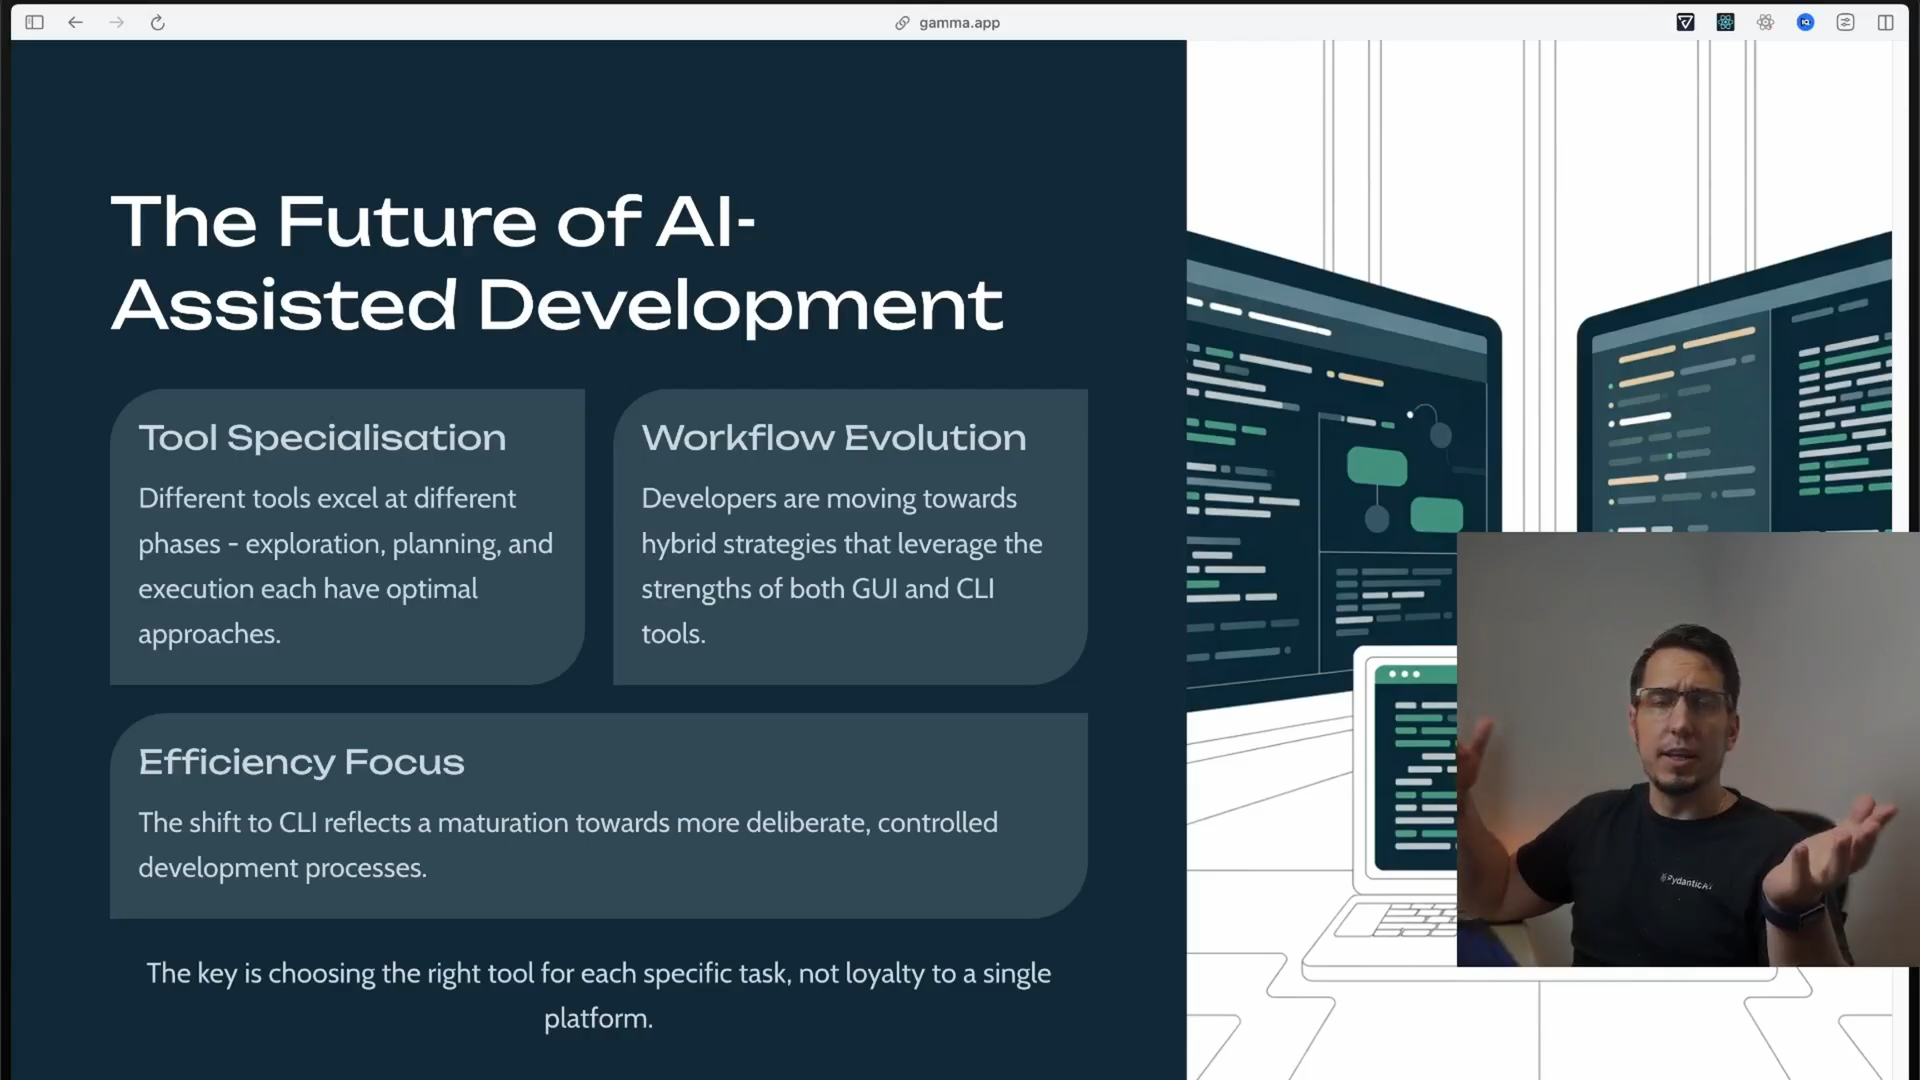 gamma.app
The Future of AI-
Assisted Development
Tool Specialisation
Different tools excel at different
phases - exploration, planning, and
execution each have optimal
approaches.
Workflow Evolution
Developers are moving towards
hybrid strategies that leverage the
strengths of both GUI and CLI
tools.
Efficiency Focus
The shift to CLI reflects a maturation towards more deliberate, controlled
development processes.
The key is choosing the right tool for each specific task, not loyalty to a single
platform.
PydanticAI